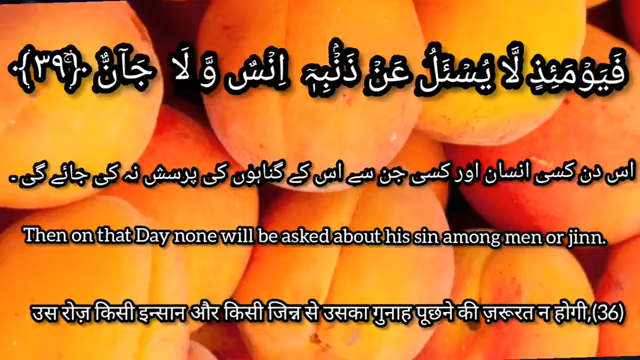 فَيَوۡمَئِذٍ لَّا يُسۡـَٔلُ عَنۡ ذَنۡۢبِہٖۤ اِنۡسٌ وَّ لَا جَآنٌّ ﴿ۚ۳۹﴾
اس دن کسی انسان اور کسی جن سے اس کے گناہوں کی پرسش نہ کی جائے گی ۔
Then on that Day none will be asked about his sin among men or jinn.
उस रोज़ किसी इन्सान और किसी जिन्न से उसका गुनाह पूछने की ज़रूरत न होगी,(36)